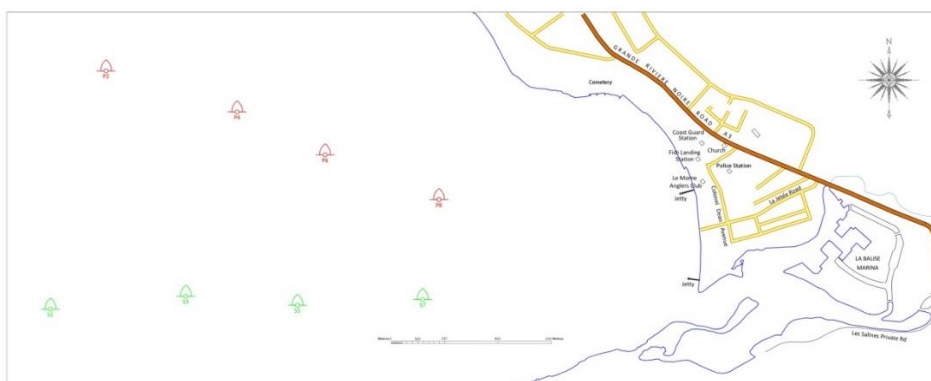 N
P2
GRANDE RIVIERE NOIRE ROAD A3
Cemetery
P4
Coast Guard
Station
Church
Fish Landing
Station
P6
Police Station
Le Morne
Anglers Club
La Jetée Road
Jetty
Colonel Dean Avenue
P8
LA BALISE
MARINA
Jetty
S3
S7
S5
Les Salines Private Rd